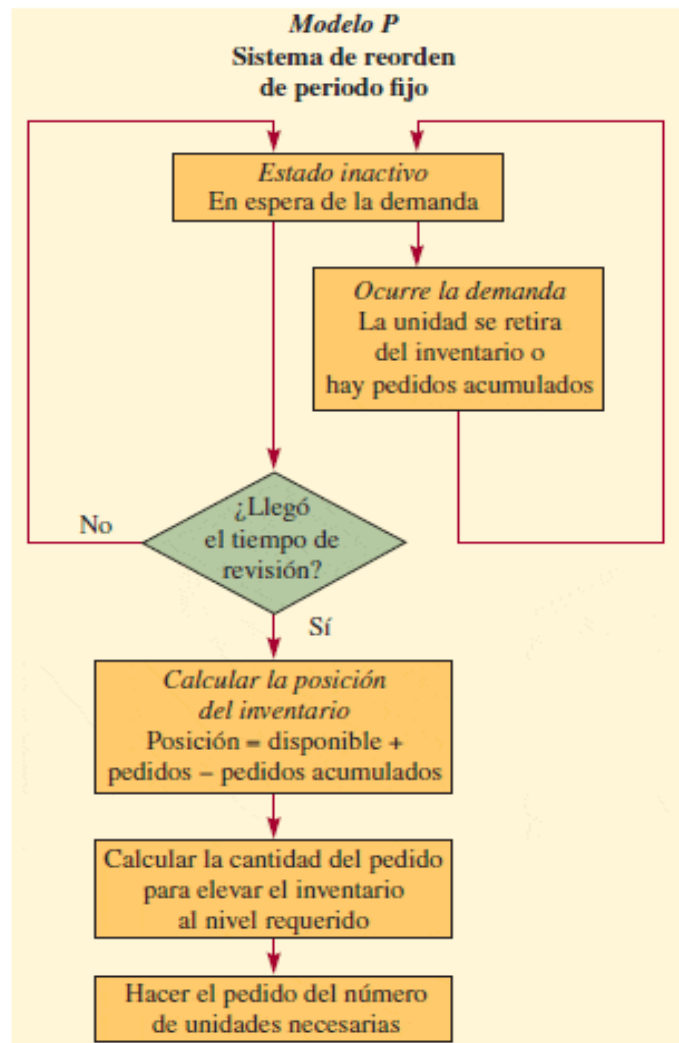 Modelo P
Sistema de reorden
de periodo fijo
Estado inactivo
En espera de la demanda
Ocurre la demanda
La unidad se retira
del inventario o
hay pedidos acumulados
¿Llegó
el tiempo de
revisión?
No
Sí
Calcular la posición
del inventario
Posición = disponible +
pedidos – pedidos acumulados
Calcular la cantidad del pedido
para elevar el inventario
al nivel requerido
Hacer el pedido del número
de unidades necesarias